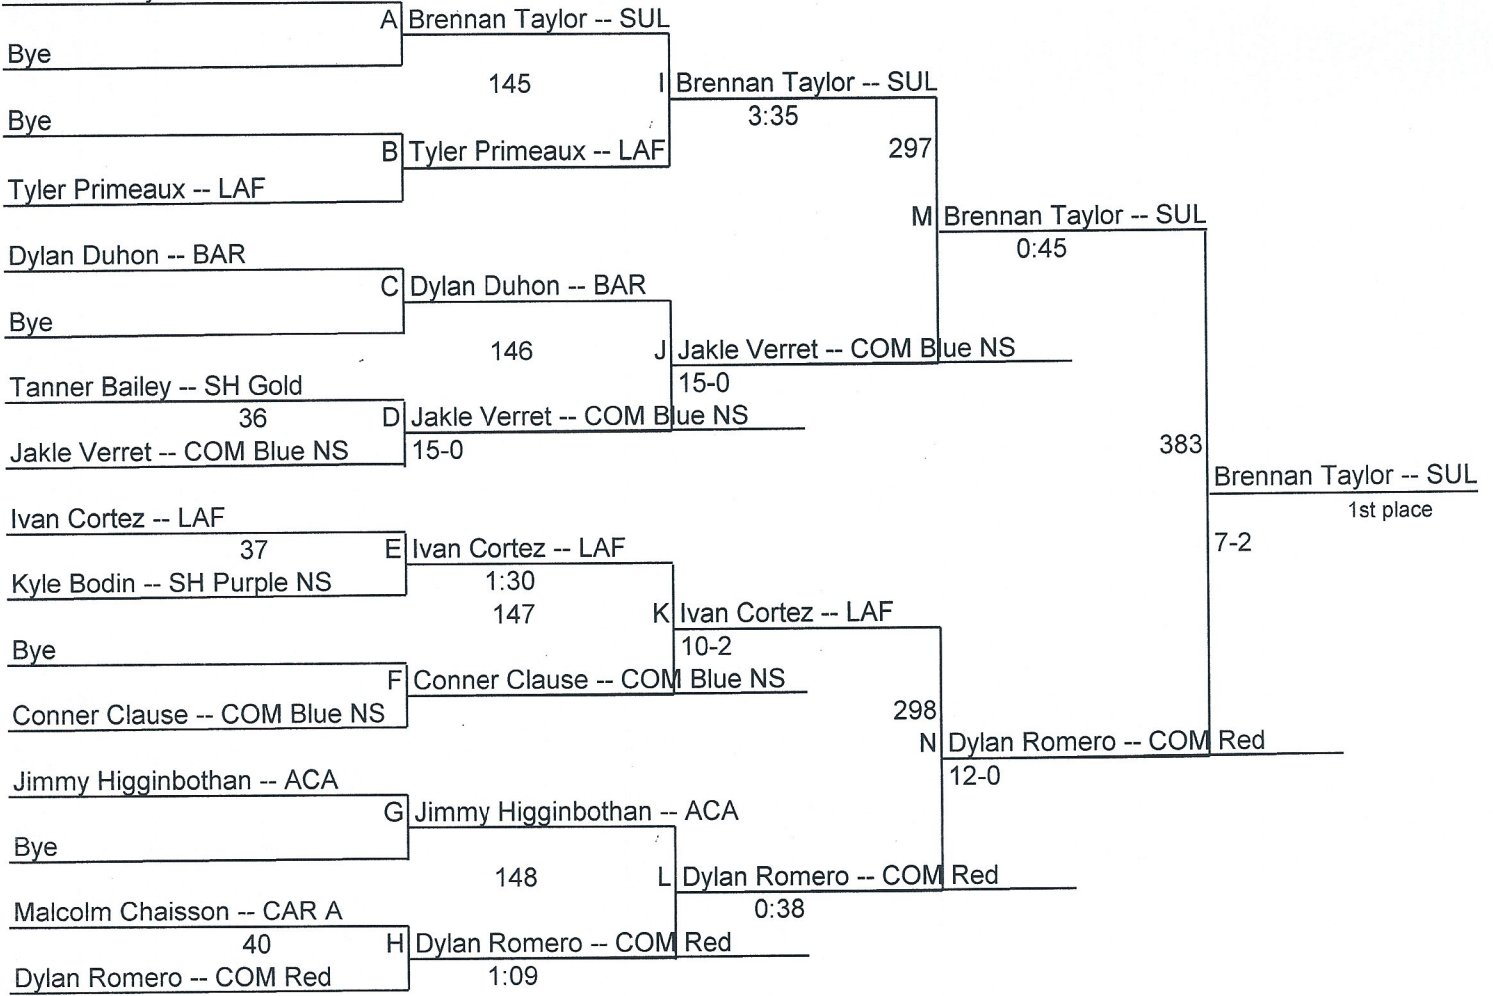 A Brennan Taylor -- SUL
Bye
145
I Brennan Taylor -- SUL
3:35
Bye
B Tyler Primeaux -- LAF
297
Tyler Primeaux -- LAF
M Brennan Taylor -- SUL
0:45
Dylan Duhon -- BAR
C Dylan Duhon -- BAR
Bye
146
J Jakle Verret -- COM Blue NS
15-0
Tanner Bailey -- SH Gold
36
D Jakle Verret -- COM Blue NS
Jakle Verret -- COM Blue NS
15-0
383
Brennan Taylor -- SUL
1st place
7-2
Ivan Cortez -- LAF
37
E Ivan Cortez -- LAF
Kyle Bodin -- SH Purple NS
1:30
147
K Ivan Cortez -- LAF
10-2
Bye
F Conner Clause -- COM Blue NS
Conner Clause -- COM Blue NS
298
N Dylan Romero -- COM Red
12-0
Jimmy Higginbothan -- ACA
G Jimmy Higginbothan -- ACA
Bye
148
L Dylan Romero -- COM Red
0:38
Malcolm Chaisson -- CAR A
40
H Dylan Romero -- COM Red
Dylan Romero -- COM Red
1:09